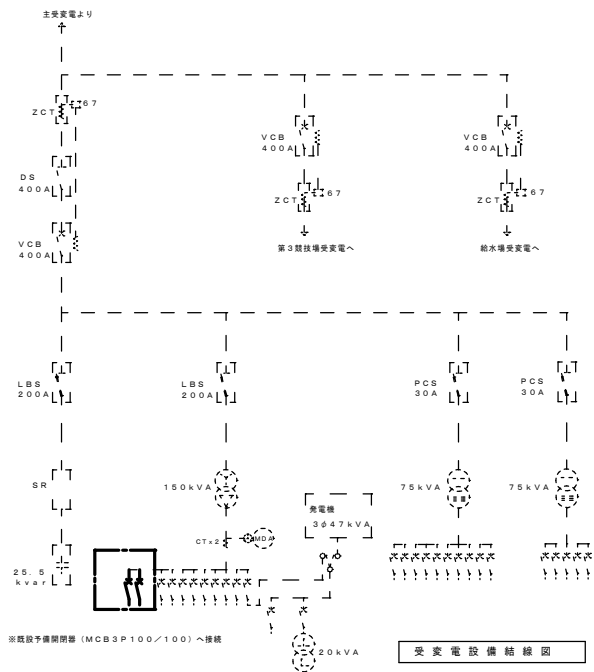 主受変電より
ZCT
67
DS
400A
VCB
400A
VCB
400A
ZCT
67
第3競技場受変電へ
VCB
400A
ZCT
67
給水場受変電へ
LBS
200A
LBS
200A
PCS
30A
PCS
30A
SR
150kVA
75kVA
75kVA
発電機
3φ47kVA
CT×2
MDA
25.5
kvar
20kVA
※既設予備開閉器（MCB3P100／100）へ接続
受変電設備結線図